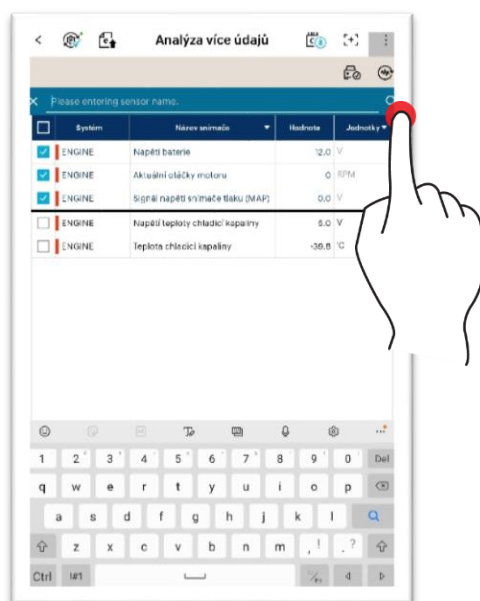 Analýza více údajů
Please entering sensor name.
Systém Název snímače Hodnota Jednotky
ENGINE Napětí baterie 12.0 V
ENGINE Aktuální otáčky motoru 0 RPM
ENGINE Signál napětí snímače tlaku (MAP) 0.0 V
ENGINE Napětí teploty chladicí kapaliny 5.0 V
ENGINE Teplota chladicí kapaliny -39.8 °C
1 2 3 4 5 6 7 8 9 0 Del
q w e r t y u i o p
a s d f g h j k l
z x c v b n m , ! . ?
Ctrl !#1